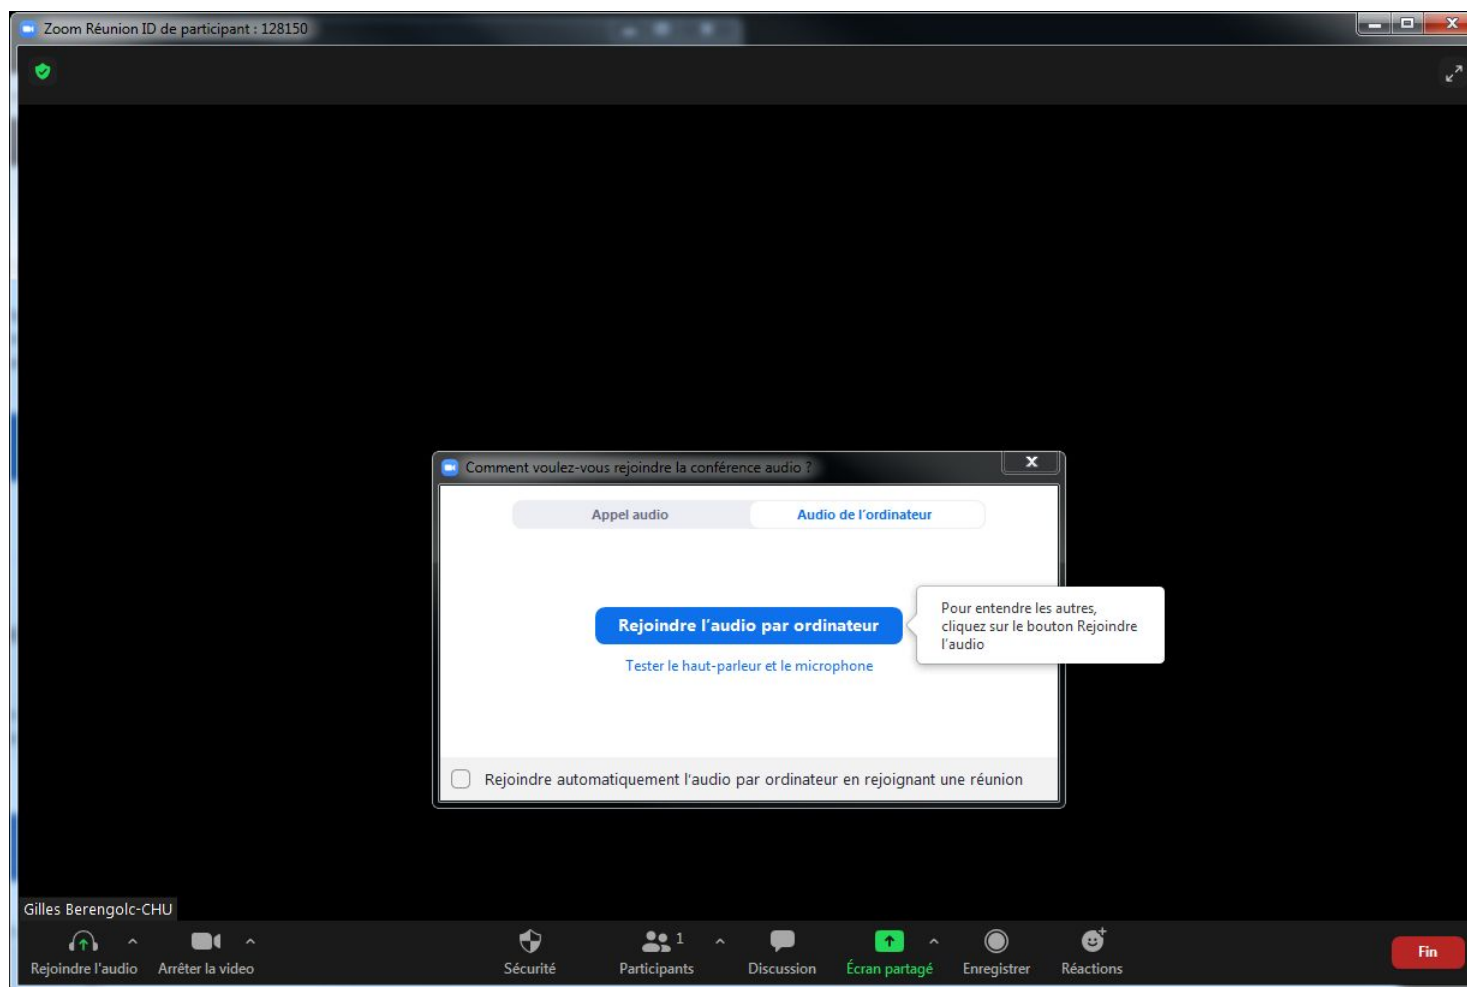 Zoom Réunion ID de participant : 128150
Comment voulez-vous rejoindre la conférence audio ?
Appel audio
Audio de l'ordinateur
Rejoindre l'audio par ordinateur
Pour entendre les autres,
cliquez sur le bouton Rejoindre
l'audio
Tester le haut-parleur et le microphone
Rejoindre automatiquement l'audio par ordinateur en rejoignant une réunion
Gilles Berengolc-CHU
Rejoindre l'audio
Arrêter la video
Sécurité
1
Participants
Discussion
Écran partagé
Enregistrer
Réactions
Fin